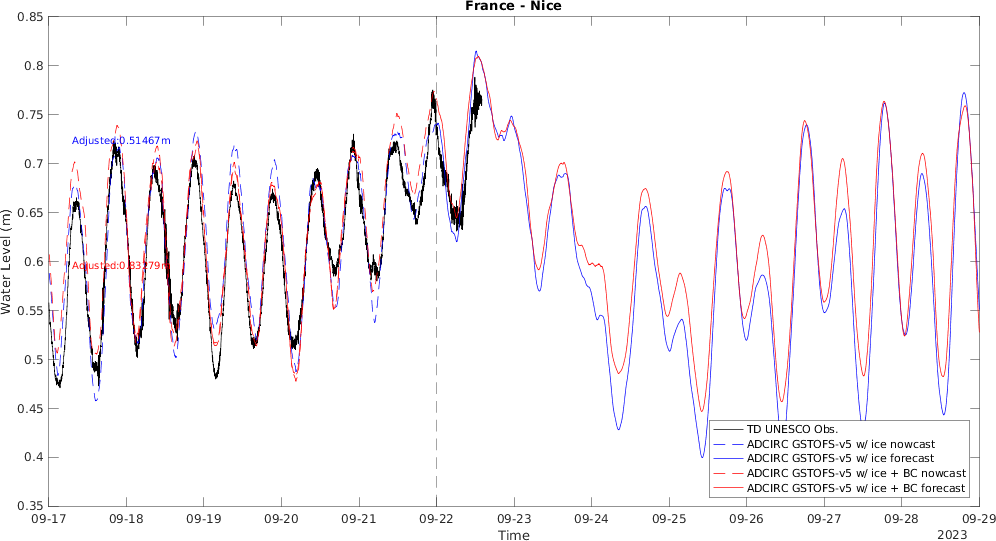 France - Nice
0.85
0.8
0.75
0.7
0.65
0.6
0.55
0.5
0.45
0.4
0.35
Water Level (m)
Adjusted:0.51467m
Adjusted:0.83279m
TD UNESCO Obs.
ADCIRC GSTOFS-v5 w/ ice nowcast
ADCIRC GSTOFS-v5 w/ ice forecast
ADCIRC GSTOFS-v5 w/ ice + BC nowcast
ADCIRC GSTOFS-v5 w/ ice + BC forecast
09-17 09-18 09-19 09-20 09-21 09-22 09-23 09-24 09-25 09-26 09-27 09-28 09-29
Time
2023